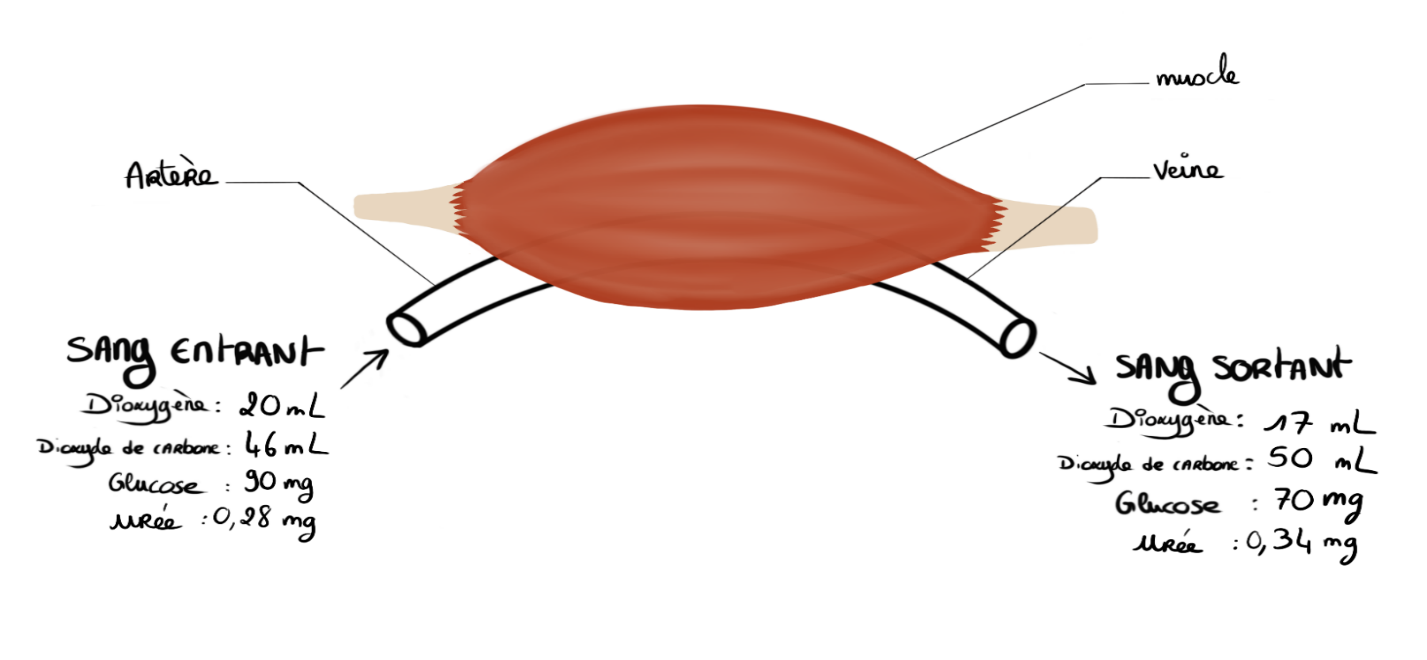 muscle
Artère
Veine
SANg ENtRANT
Dioxygène : 20 mL
Dioxyde de cARbone : 46 mL
Glucose : 90 mg
URée : 0,28 mg
SANg SORtANt
Dioxygène : 17 mL
Dioxyde de cARbone : 50 mL
Glucose : 70 mg
URée : 0,34 mg